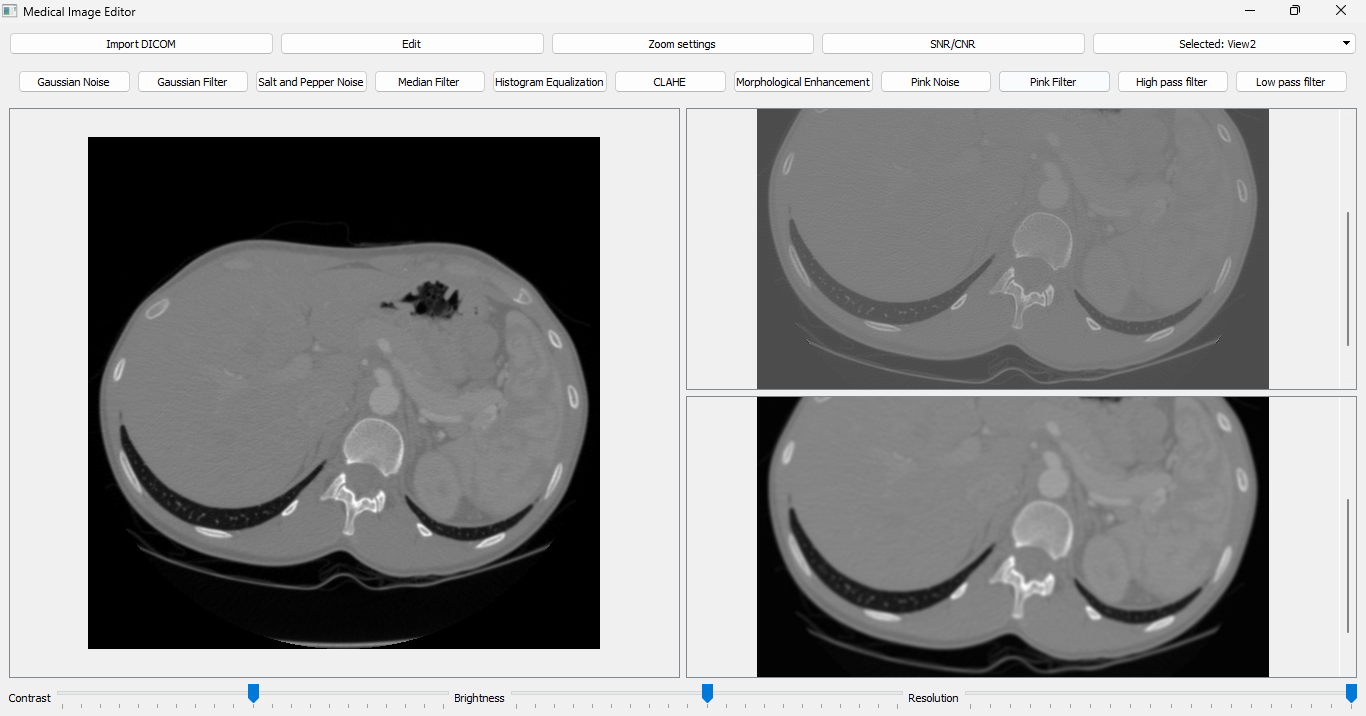 Medical Image Editor
Import DICOM Edit Zoom settings SNR/CNR Selected: View2
Gaussian Noise Gaussian Filter Salt and Pepper Noise Median Filter Histogram Equalization CLAHE Morphological Enhancement Pink Noise Pink Filter High pass filter Low pass filter
Contrast Brightness Resolution